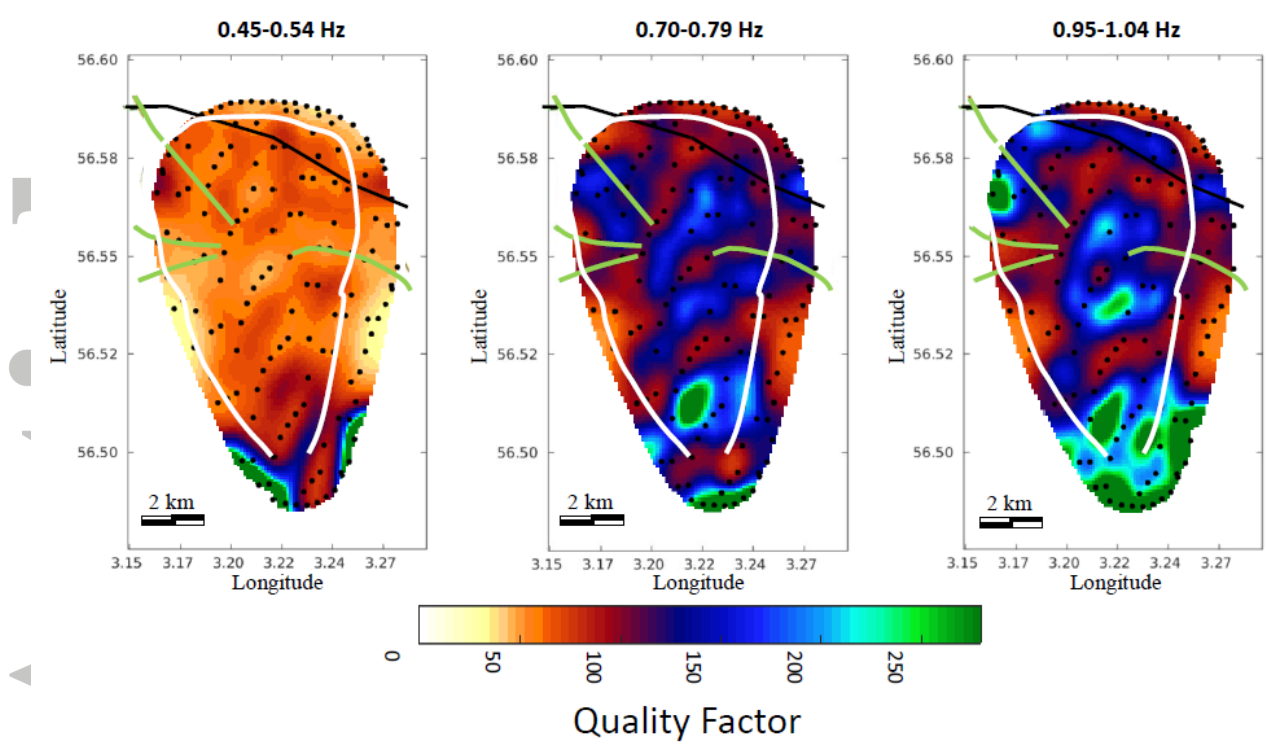 0.45-0.54 Hz 0.70-0.79 Hz 0.95-1.04 Hz
56.60 56.60 56.60
56.58 56.58 56.58
56.55 56.55 56.55
56.52 56.52 56.52
56.50 56.50 56.50
Latitude Latitude Latitude
2 km 2 km 2 km
3.15 3.17 3.20 3.22 3.24 3.27 3.15 3.17 3.20 3.22 3.24 3.27 3.15 3.17 3.20 3.22 3.24 3.27
Longitude Longitude Longitude
0 50 100 150 200 250
Quality Factor